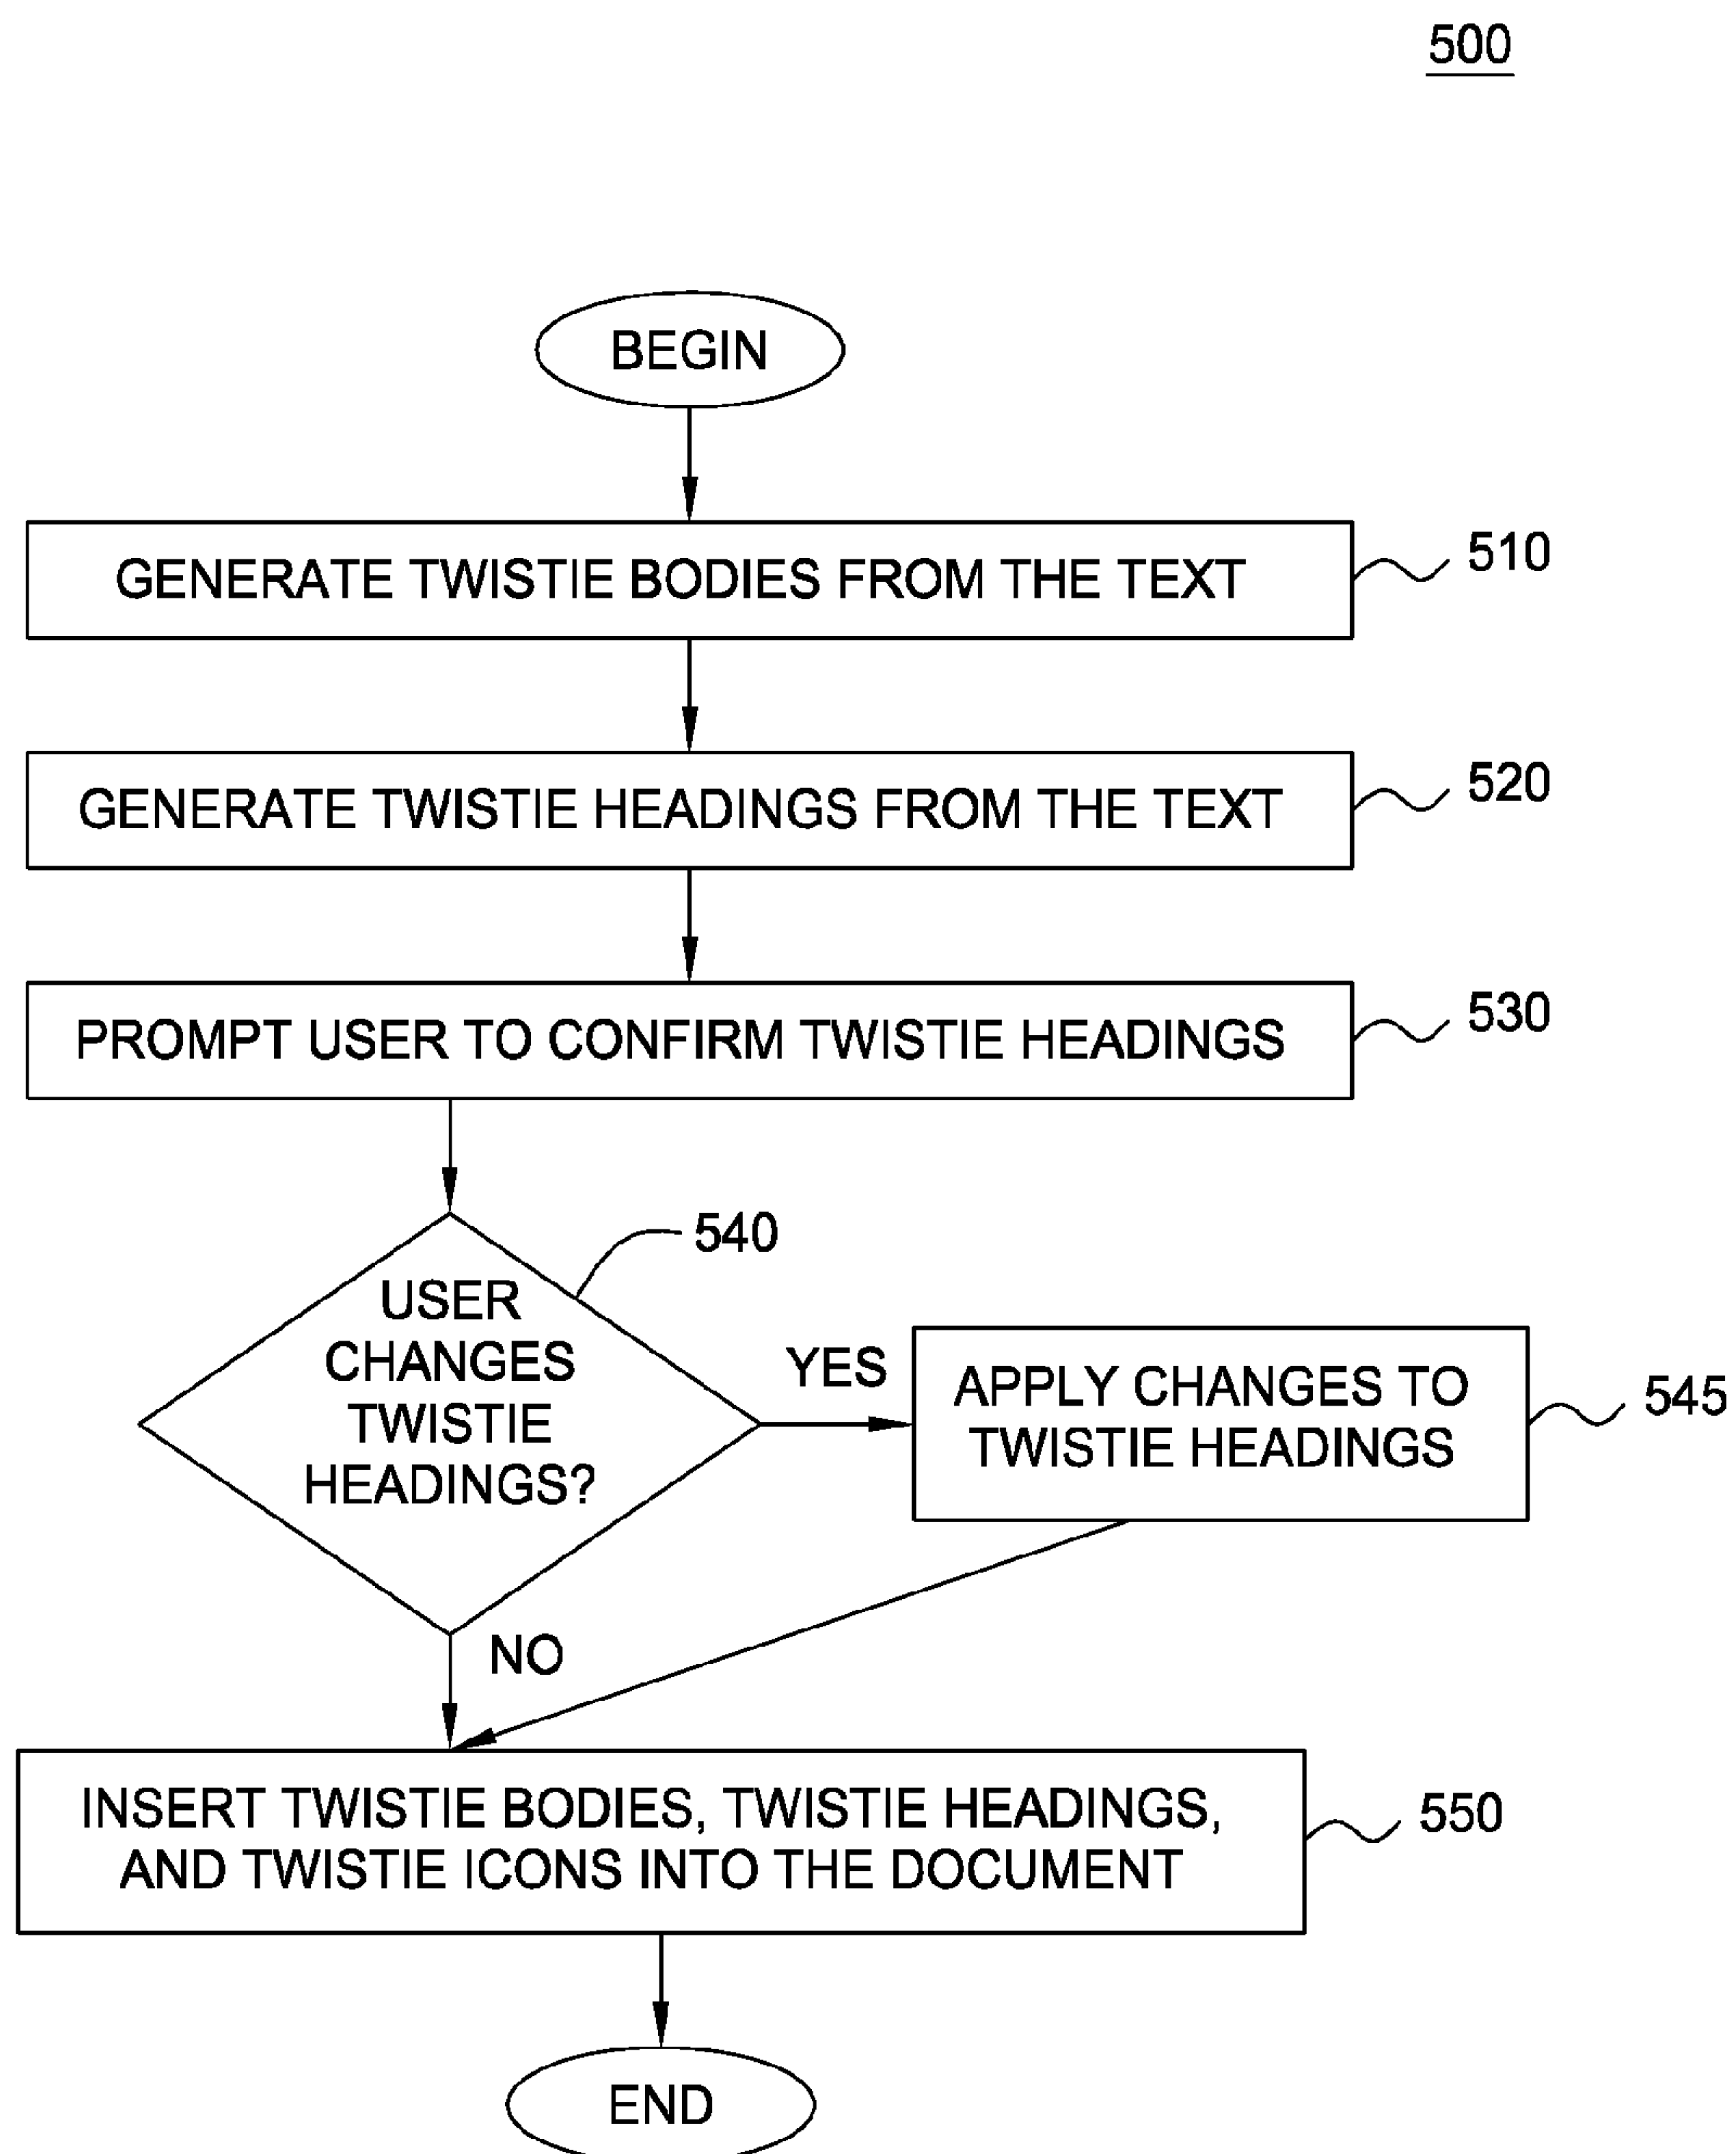 500
BEGIN
GENERATE TWISTIE BODIES FROM THE TEXT
510
GENERATE TWISTIE HEADINGS FROM THE TEXT
520
PROMPT USER TO CONFIRM TWISTIE HEADINGS
530
540
USER
CHANGES
TWISTIE
HEADINGS?
YES
APPLY CHANGES TO
TWISTIE HEADINGS
545
NO
INSERT TWISTIE BODIES, TWISTIE HEADINGS,
AND TWISTIE ICONS INTO THE DOCUMENT
550
END